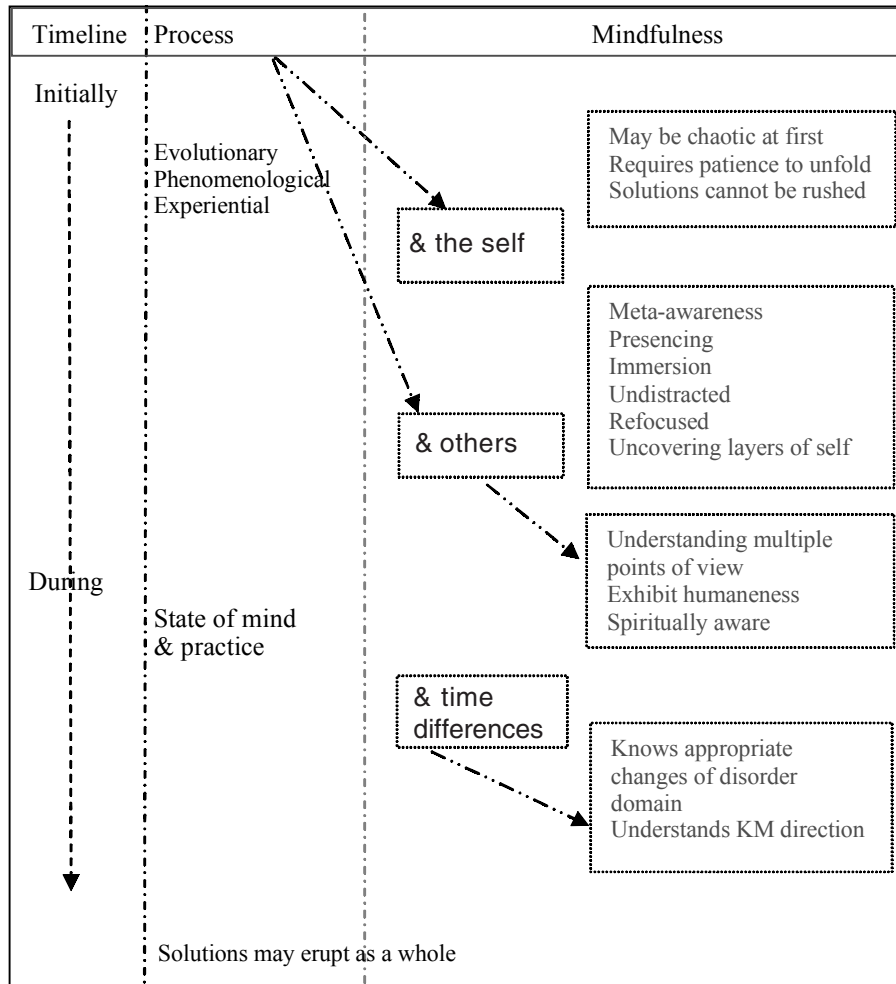 Timeline
Process
Mindfulness
Initially
Evolutionary
Phenomenological
Experiential
May be chaotic at first
Requires patience to unfold
Solutions cannot be rushed
& the self
Meta-awareness
Presencing
Immersion
Undistracted
Refocused
Uncovering layers of self
& others
Understanding multiple
points of view
Exhibit humaneness
Spiritually aware
During
State of mind
& practice
& time
differences
Knows appropriate
changes of disorder
domain
Understands KM direction
Solutions may erupt as a whole